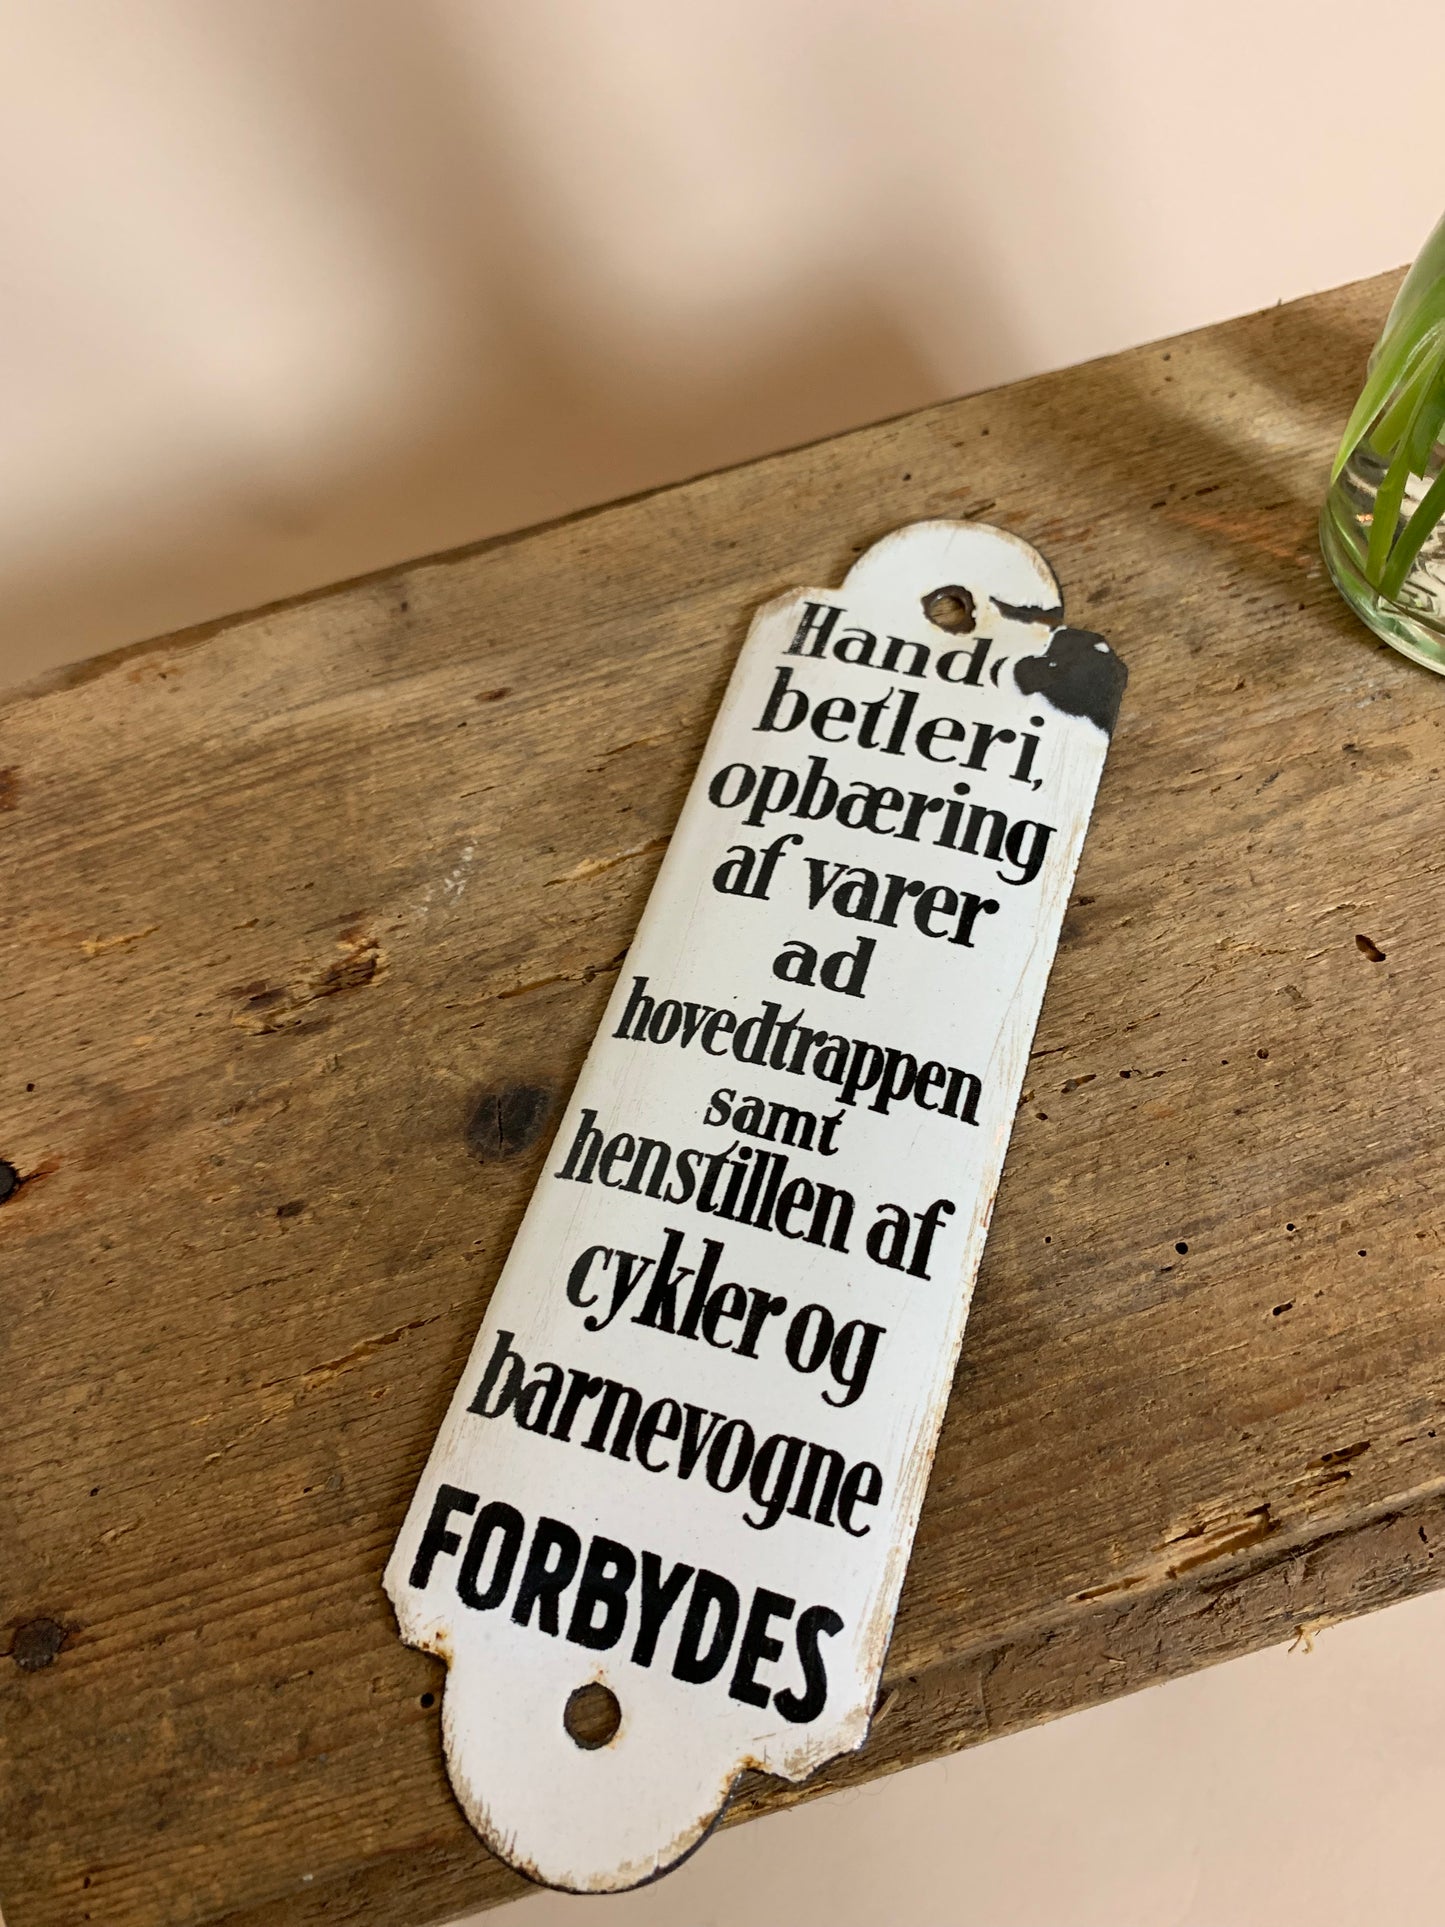 betleri,
opbæring
af varer
ad
hovedtrappen
samt
henstillen af
cykler og
barnevogne
FORBYDES